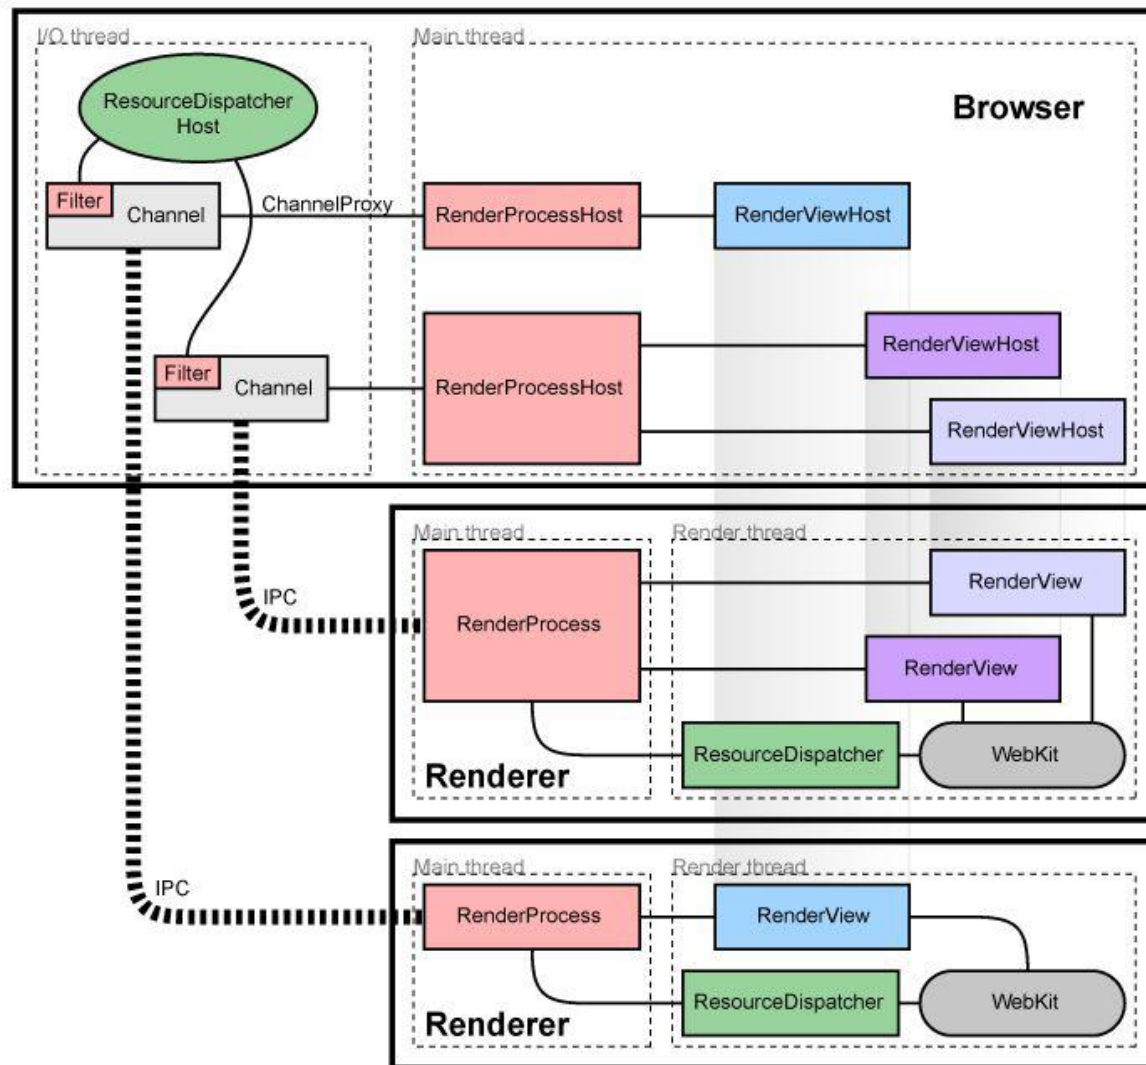 I/O thread
Main thread
ResourceDispatcher
Host
Browser
Filter
Channel
ChannelProxy
RenderProcessHost
RenderViewHost
RenderViewHost
Filter
Channel
RenderProcessHost
RenderViewHost
Main thread
Render thread
RenderView
IPC
RenderProcess
RenderView
ResourceDispatcher
WebKit
Renderer
Main thread
Render thread
IPC
RenderProcess
RenderView
ResourceDispatcher
WebKit
Renderer